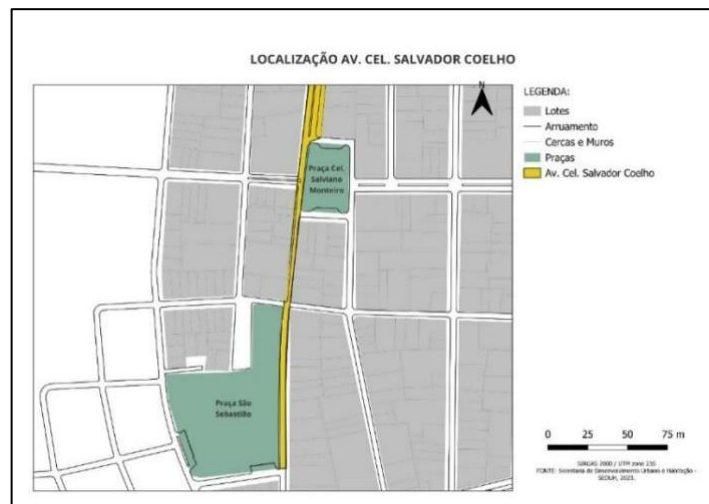 LOCALIZAÇÃO AV. CEL. SALVADOR COELHO
N
LEGENDA:
Lotes
Arruamento
Cercas e Muros
Praças
Av. Cel. Salvador Coelho
Praça Cel.
Salviano
Monteiro
Praça São
Sebastião
0 25 50 75 m
SIRGAS 2000 / UTM zone 23S
FONTE: Secretaria de Desenvolvimento Urbano e Habitação -
SEDUH, 2023.